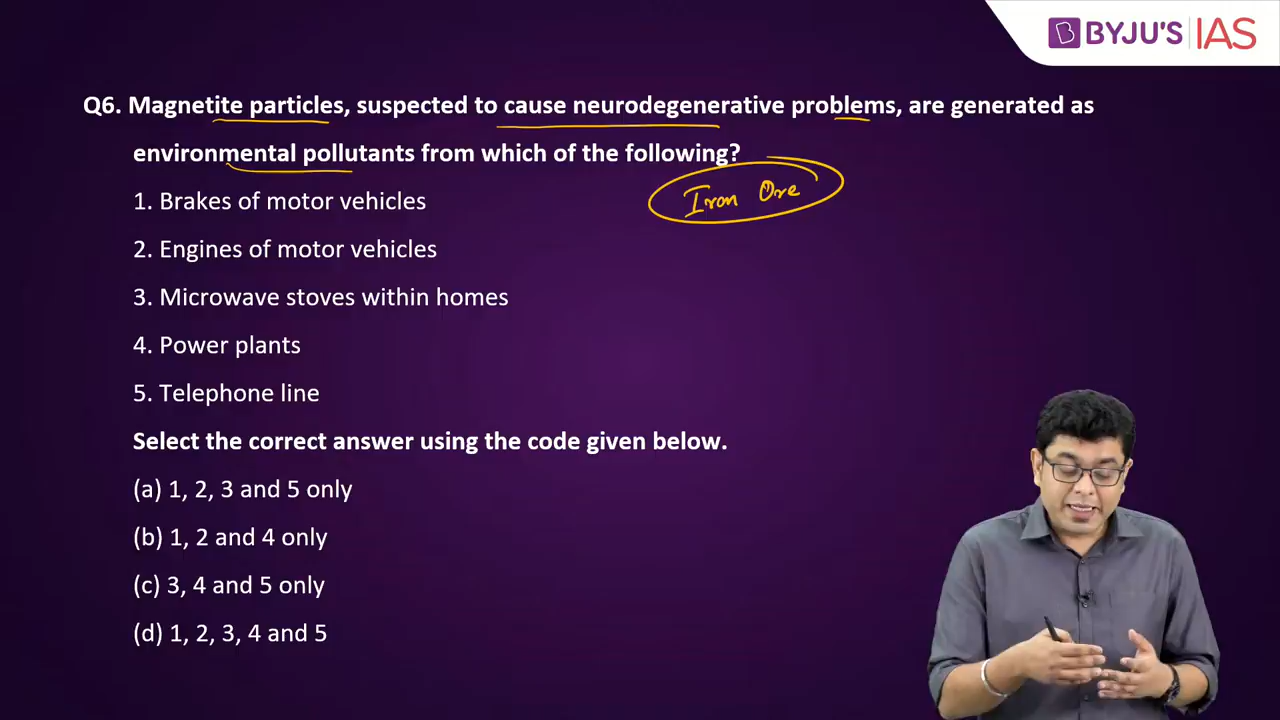 BYJU'S IAS
Q6. Magnetite particles, suspected to cause neurodegenerative problems, are generated as
environmental pollutants from which of the following?
Iron Ore
1. Brakes of motor vehicles
2. Engines of motor vehicles
3. Microwave stoves within homes
4. Power plants
5. Telephone line
Select the correct answer using the code given below.
(a) 1, 2, 3 and 5 only
(b) 1, 2 and 4 only
(c) 3, 4 and 5 only
(d) 1, 2, 3, 4 and 5